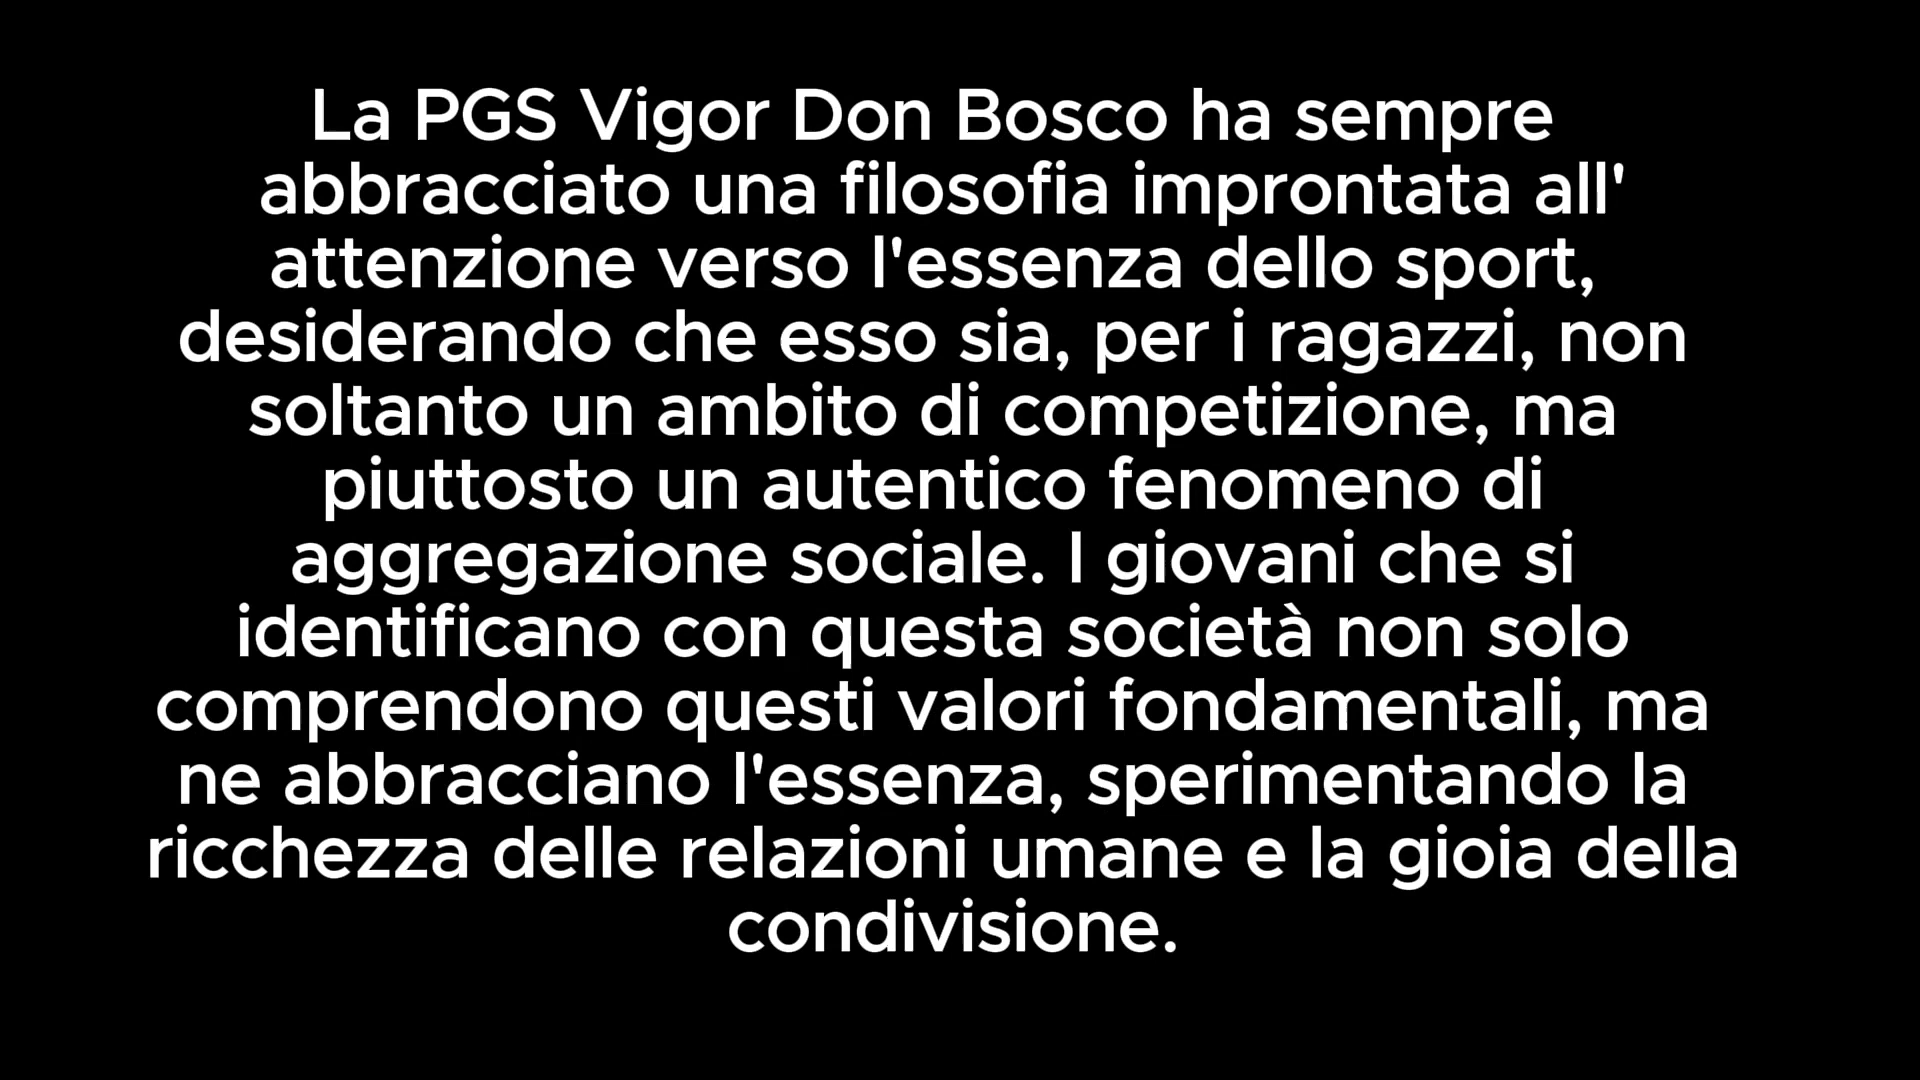 La PGS Vigor Don Bosco ha sempre
abbracciato una filosofia improntata all'
attenzione verso l'essenza dello sport,
desiderando che esso sia, per i ragazzi, non
soltanto un ambito di competizione, ma
piuttosto un autentico fenomeno di
aggregazione sociale. I giovani che si
identificano con questa società non solo
comprendono questi valori fondamentali, ma
ne abbracciano l'essenza, sperimentando la
ricchezza delle relazioni umane e la gioia della
condivisione.